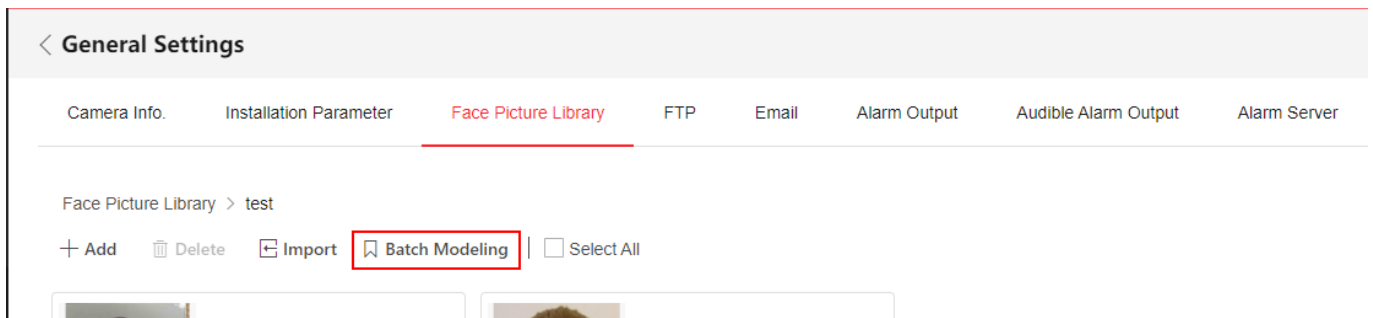 General Settings
Camera Info. Installation Parameter Face Picture Library FTP Email Alarm Output Audible Alarm Output Alarm Server
Face Picture Library > test
Add Delete Import Batch Modeling Select All